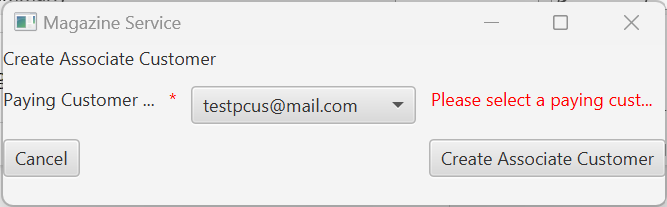 Magazine Service
Create Associate Customer
Paying Customer ... * testpcus@mail.com Please select a paying cust...
Cancel Create Associate Customer